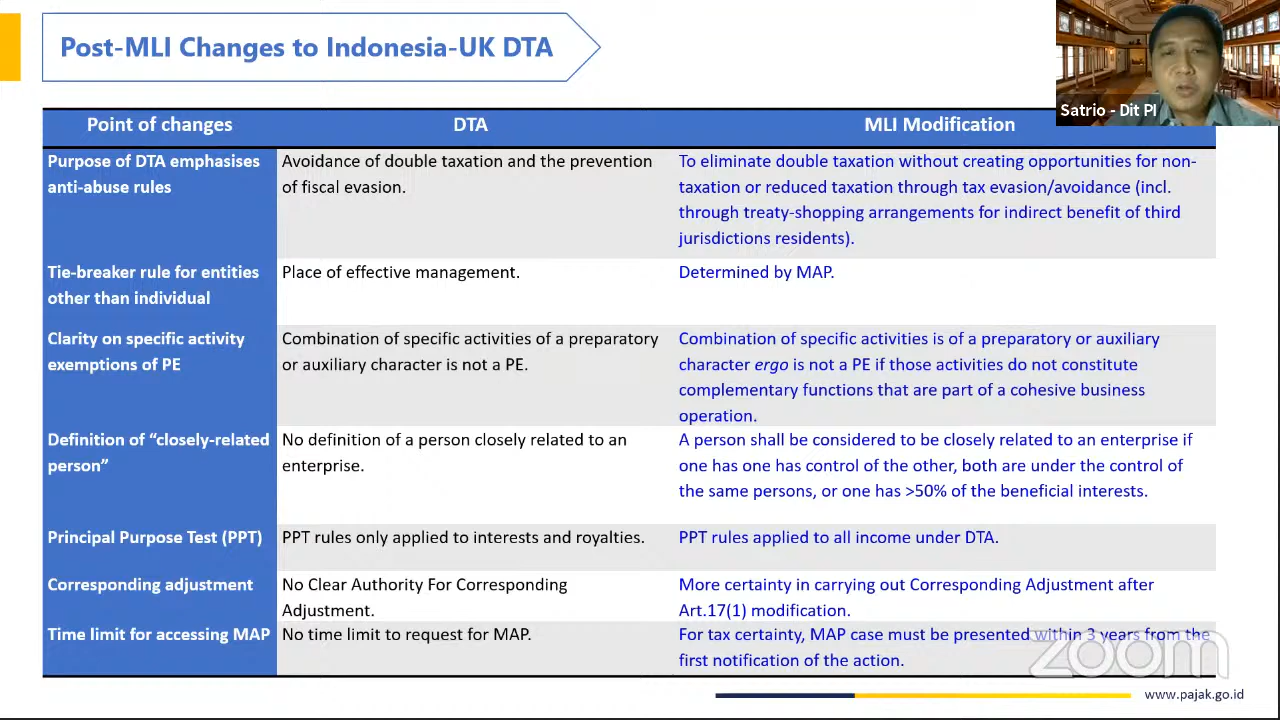 Post-MLI Changes to Indonesia-UK DTA
Satrio - Dit PI
Point of changes
DTA
MLI Modification
Purpose of DTA emphasises
anti-abuse rules
Avoidance of double taxation and the prevention
of fiscal evasion.
To eliminate double taxation without creating opportunities for non-
taxation or reduced taxation through tax evasion/avoidance (incl.
through treaty-shopping arrangements for indirect benefit of third
jurisdictions residents).
Tie-breaker rule for entities
other than individual
Place of effective management.
Determined by MAP.
Clarity on specific activity
exemptions of PE
Combination of specific activities of a preparatory
or auxiliary character is not a PE.
Combination of specific activities is of a preparatory or auxiliary
character ergo is not a PE if those activities do not constitute
complementary functions that are part of a cohesive business
operation.
Definition of “closely-related
person”
No definition of a person closely related to an
enterprise.
A person shall be considered to be closely related to an enterprise if
one has one has control of the other, both are under the control of
the same persons, or one has >50% of the beneficial interests.
Principal Purpose Test (PPT)
PPT rules only applied to interests and royalties.
PPT rules applied to all income under DTA.
Corresponding adjustment
No Clear Authority For Corresponding
Adjustment.
More certainty in carrying out Corresponding Adjustment after
Art.17(1) modification.
Time limit for accessing MAP
No time limit to request for MAP.
For tax certainty, MAP case must be presented within 3 years from the
first notification of the action.
zoom
www.pajak.go.id